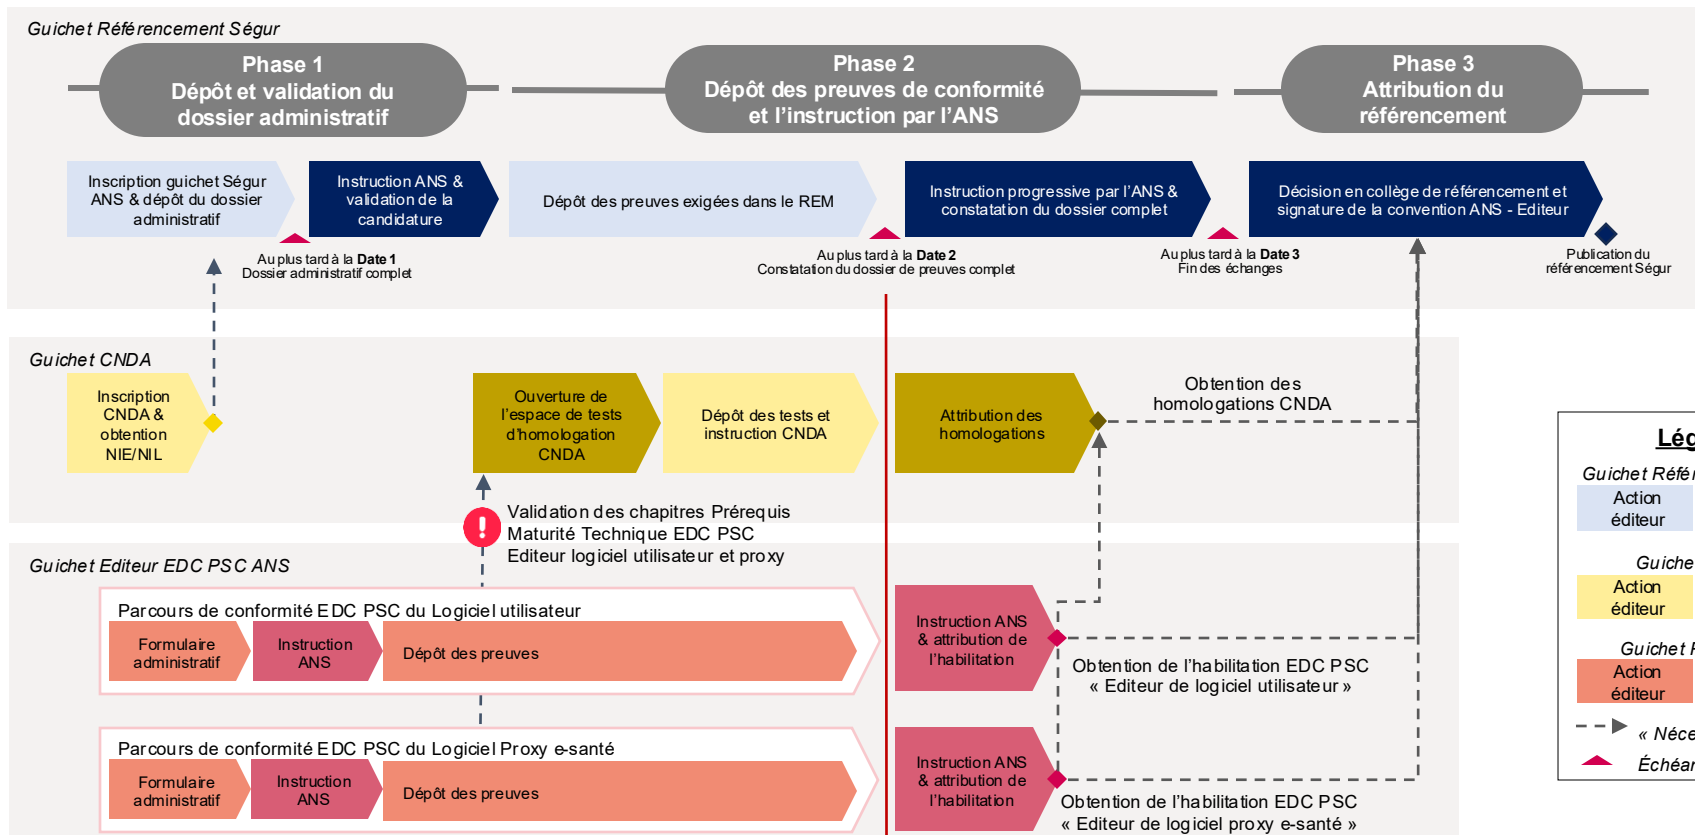 Guichet Référencement Ségur
Phase 1
Dépôt et validation du
dossier administratif
Phase 2
Dépôt des preuves de conformité
et l'instruction par l'ANS
Phase 3
Attribution du
référencement
Inscription guichet Ségur
ANS & dépôt du dossier
administratif
Instruction ANS &
validation de la
candidature
Dépôt des preuves exigées dans le REM
Instruction progressive par l'ANS &
constatation du dossier complet
Décision en collège de référencement et
signature de la convention ANS - Editeur
Au plus tard à la Date 1
Dossier administratif complet
Au plus tard à la Date 2
Constatation du dossier de preuves complet
Au plus tard à la Date 3
Fin des échanges
Publication du
référencement Ségur
Guichet CNDA
Inscription
CNDA &
obtention
NIE/NIL
Ouverture de
l'espace de tests
d'homologation
CNDA
Dépôt des tests et
instruction CNDA
Attribution des
homologations
Obtention des
homologations CNDA
!
Validation des chapitres Prérequis
Maturité Technique EDC PSC
Editeur logiciel utilisateur et proxy
Guichet Editeur EDC PSC ANS
Parcours de conformité EDC PSC du Logiciel utilisateur
Formulaire
administratif
Instruction
ANS
Dépôt des preuves
Instruction ANS
& attribution de
l'habilitation
Obtention de l'habilitation EDC PSC
« Editeur de logiciel utilisateur »
Parcours de conformité EDC PSC du Logiciel Proxy e-santé
Formulaire
administratif
Instruction
ANS
Dépôt des preuves
Instruction ANS
& attribution de
l'habilitation
Obtention de l'habilitation EDC PSC
« Editeur de logiciel proxy e-santé »
Lég
Guichet Référ
Action
éditeur
Guiche
Action
éditeur
Guichet
Action
éditeur
« Néce
Échéan